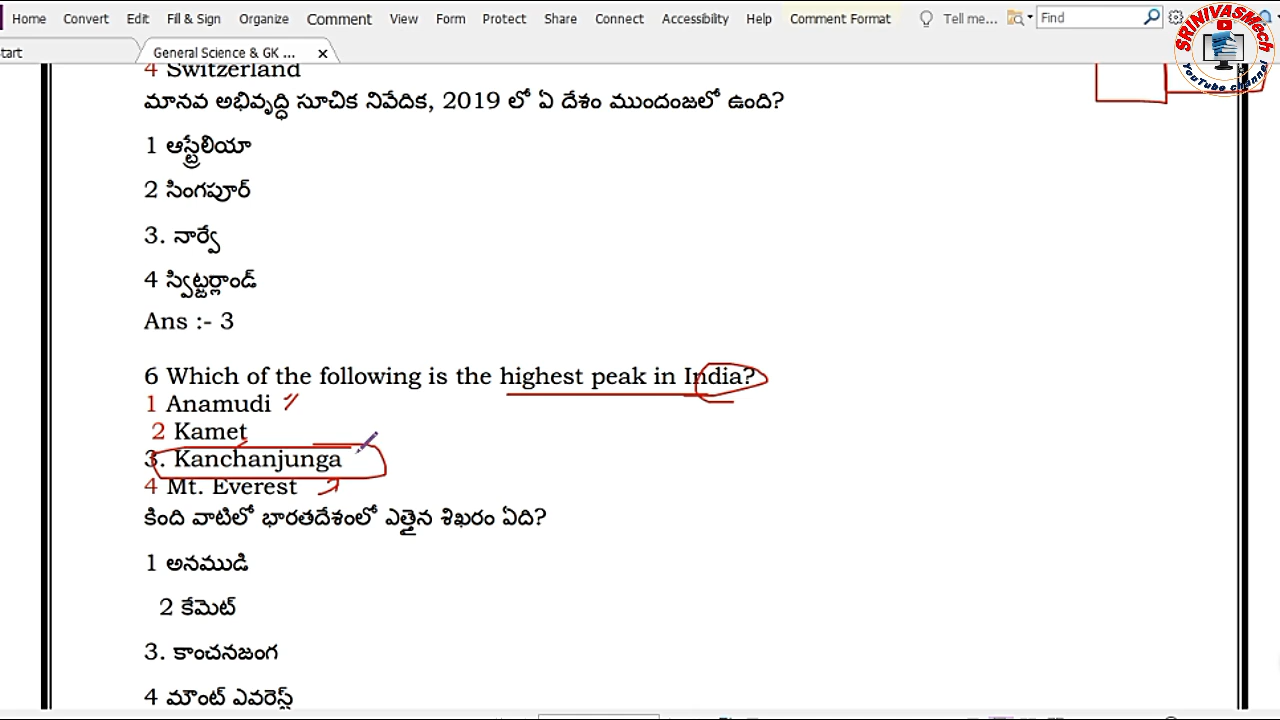 Home Convert Edit Fill & Sign Organize Comment View Form Protect Share Connect Accessibility Help Comment Format Tell me... Find
tart General Science & GK ... ×
SRINIVASMech
YouTube channel
4 Switzerland
మానవ అభివృద్ధి సూచిక నివేదిక, 2019 లో ఏ దేశం ముందంజలో ఉంది?
1 ఆస్ట్రేలియా
2 సింగపూర్
3. నార్వే
4 స్విట్జర్లాండ్
Ans :- 3
6 Which of the following is the highest peak in India?
1 Anamudi
2 Kamet
3. Kanchanjunga
4 Mt. Everest
కింది వాటిలో భారతదేశంలో ఎత్తైన శిఖరం ఏది?
1 అనముడి
2 కేమెట్
3. కాంచనజంగ
4 మౌంట్ ఎవరెస్ట్